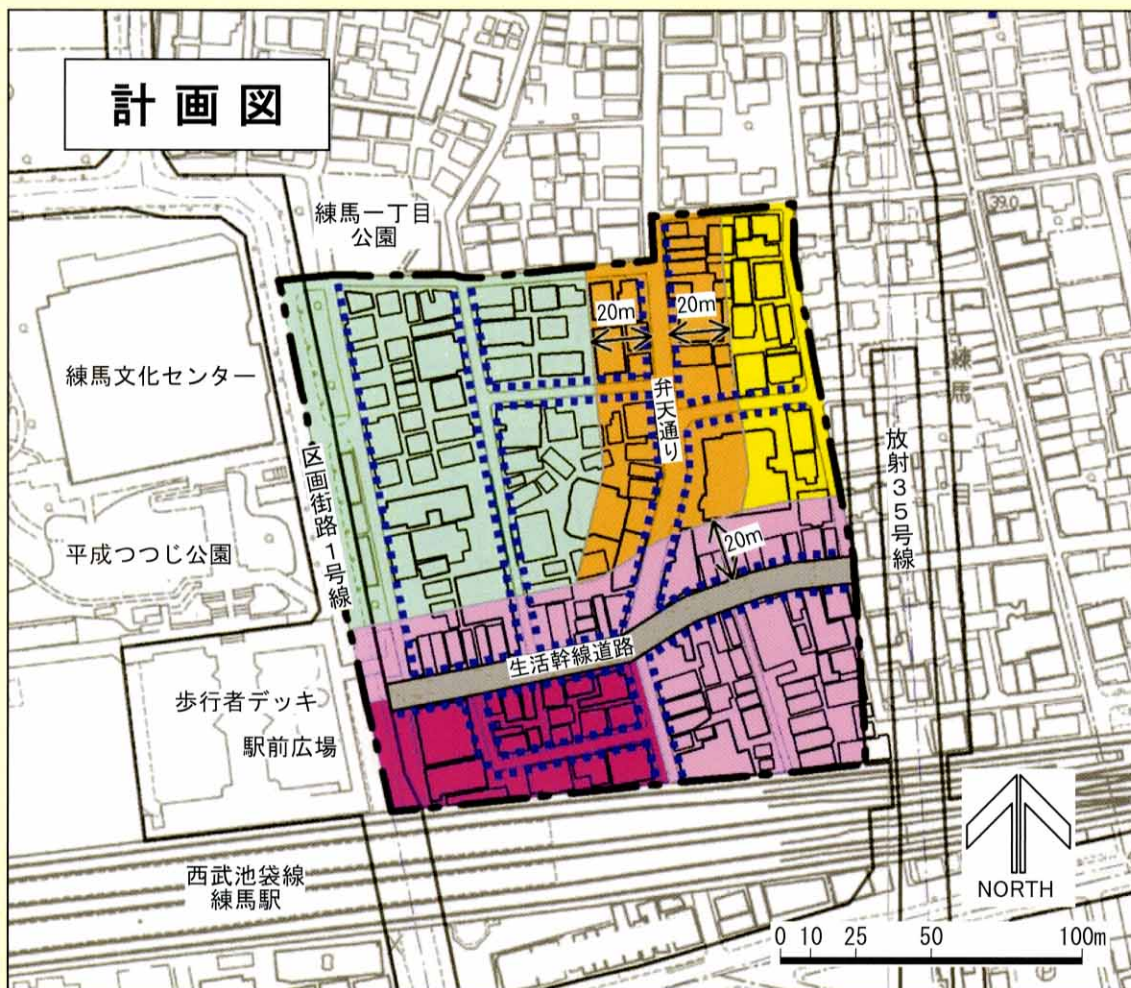 計画図
練馬一丁目
公園
39.0
20m
20m
練馬文化センター
弁天通り
練馬
区画街路1号線
放射35号線
平成つつじ公園
20m
生活幹線道路
歩行者デッキ
駅前広場
西武池袋線
練馬駅
NORTH
0 10 25 50 100m